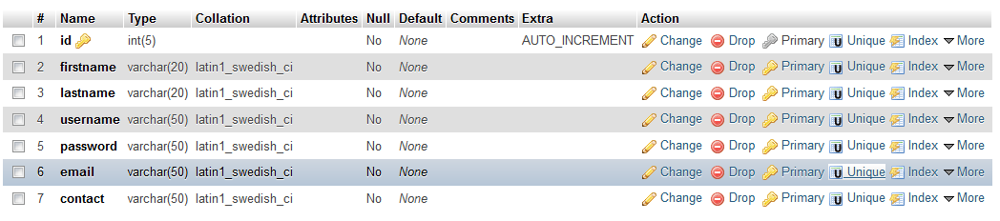 # Name Type Collation Attributes Null Default Comments Extra Action
1 id int(5) No None AUTO_INCREMENT Change Drop Primary Unique Index More
2 firstname varchar(20) latin1_swedish_ci No None Change Drop Primary Unique Index More
3 lastname varchar(20) latin1_swedish_ci No None Change Drop Primary Unique Index More
4 username varchar(50) latin1_swedish_ci No None Change Drop Primary Unique Index More
5 password varchar(50) latin1_swedish_ci No None Change Drop Primary Unique Index More
6 email varchar(50) latin1_swedish_ci No None Change Drop Primary Unique Index More
7 contact varchar(50) latin1_swedish_ci No None Change Drop Primary Unique Index More